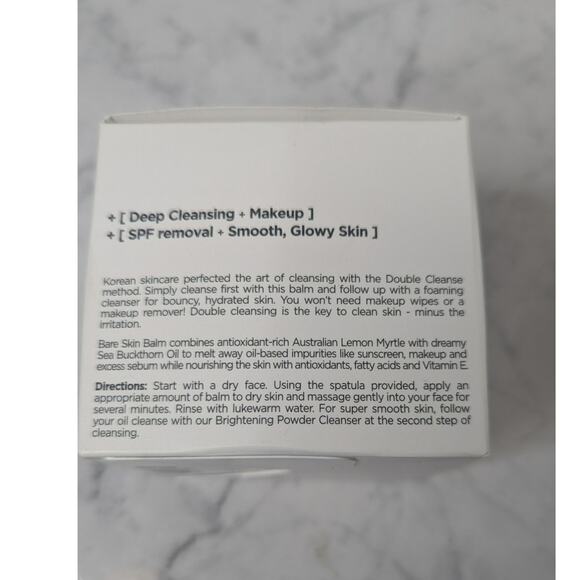 + [ Deep Cleansing + Makeup ]
+ [ SPF removal + Smooth, Glowy Skin ]
Korean skincare perfected the art of cleansing with the Double Cleanse
method. Simply cleanse first with this balm and follow up with a foaming
cleanser for bouncy, hydrated skin. You won't need makeup wipes or a
makeup remover! Double cleansing is the key to clean skin - minus the
irritation.
Bare Skin Balm combines antioxidant-rich Australian Lemon Myrtle with dreamy
Sea Buckthorn Oil to melt away oil-based impurities like sunscreen, makeup and
excess sebum while nourishing the skin with antioxidants, fatty acids and Vitamin E.
Directions: Start with a dry face. Using the spatula provided, apply an
appropriate amount of balm to dry skin and massage gently into your face for
several minutes. Rinse with lukewarm water. For super smooth skin, follow
your oil cleanse with our Brightening Powder Cleanser at the second step of
cleansing.